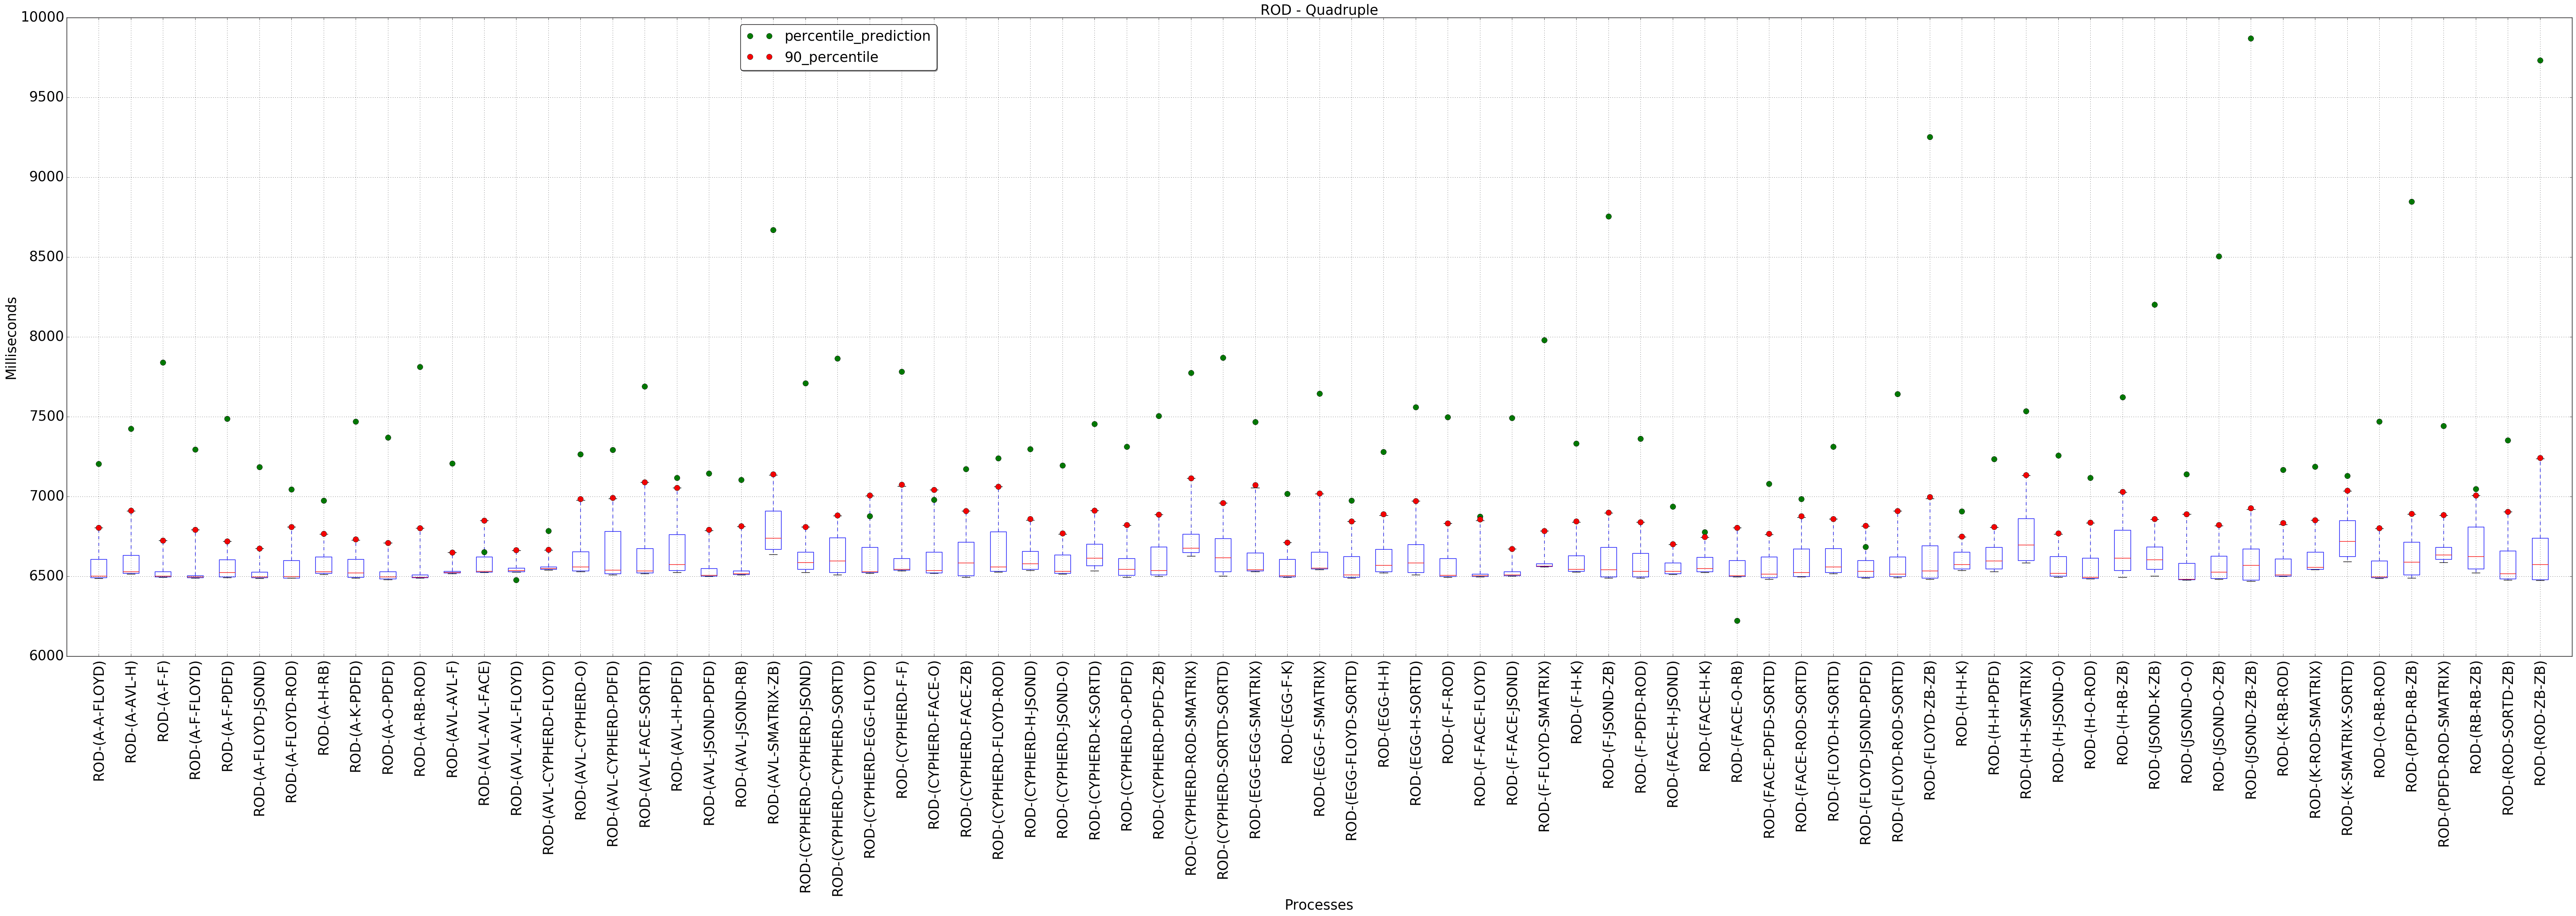 ROD - Quadruple
percentile_prediction
90_percentile
10000
9500
9000
8500
8000
7500
7000
6500
6000
Milliseconds
ROD-(A-A-FLOYD)
ROD-(A-AVL-H)
ROD-(A-F-F)
ROD-(A-F-FLOYD)
ROD-(A-F-PDFD)
ROD-(A-FLOYD-JSOND)
ROD-(A-FLOYD-ROD)
ROD-(A-H-RB)
ROD-(A-K-PDFD)
ROD-(A-O-PDFD)
ROD-(A-RB-ROD)
ROD-(AVL-AVL-F)
ROD-(AVL-AVL-FACE)
ROD-(AVL-AVL-FLOYD)
ROD-(AVL-CYPHERD-FLOYD)
ROD-(AVL-CYPHERD-O)
ROD-(AVL-CYPHERD-PDFD)
ROD-(AVL-FACE-SORTD)
ROD-(AVL-H-PDFD)
ROD-(AVL-JSOND-PDFD)
ROD-(AVL-JSOND-RB)
ROD-(AVL-SMATRIX-ZB)
ROD-(CYPHERD-CYPHERD-JSOND)
ROD-(CYPHERD-CYPHERD-SORTD)
ROD-(CYPHERD-EGG-FLOYD)
ROD-(CYPHERD-F-F)
ROD-(CYPHERD-FACE-O)
ROD-(CYPHERD-FACE-ZB)
ROD-(CYPHERD-FLOYD-ROD)
ROD-(CYPHERD-H-JSOND)
ROD-(CYPHERD-JSOND-O)
ROD-(CYPHERD-K-SORTD)
ROD-(CYPHERD-O-PDFD)
ROD-(CYPHERD-PDFD-ZB)
ROD-(CYPHERD-ROD-SMATRIX)
ROD-(CYPHERD-SORTD-SORTD)
ROD-(EGG-EGG-SMATRIX)
ROD-(EGG-F-K)
ROD-(EGG-F-SMATRIX)
ROD-(EGG-FLOYD-SORTD)
ROD-(EGG-H-H)
ROD-(EGG-H-SORTD)
ROD-(F-F-ROD)
ROD-(F-FACE-FLOYD)
ROD-(F-FACE-JSOND)
ROD-(F-FLOYD-SMATRIX)
ROD-(F-H-K)
ROD-(F-JSOND-ZB)
ROD-(F-PDFD-ROD)
ROD-(FACE-H-JSOND)
ROD-(FACE-H-K)
ROD-(FACE-O-RB)
ROD-(FACE-PDFD-SORTD)
ROD-(FACE-ROD-SORTD)
ROD-(FLOYD-H-SORTD)
ROD-(FLOYD-JSOND-PDFD)
ROD-(FLOYD-ROD-SORTD)
ROD-(FLOYD-ZB-ZB)
ROD-(H-H-K)
ROD-(H-H-PDFD)
ROD-(H-H-SMATRIX)
ROD-(H-JSOND-O)
ROD-(H-O-ROD)
ROD-(H-RB-ZB)
ROD-(JSOND-K-ZB)
ROD-(JSOND-O-O)
ROD-(JSOND-O-ZB)
ROD-(JSOND-ZB-ZB)
ROD-(K-RB-ROD)
ROD-(K-ROD-SMATRIX)
ROD-(K-SMATRIX-SORTD)
ROD-(O-RB-ROD)
ROD-(PDFD-RB-ZB)
ROD-(PDFD-ROD-SMATRIX)
ROD-(RB-RB-ZB)
ROD-(ROD-SORTD-ZB)
ROD-(ROD-ZB-ZB)
Processes